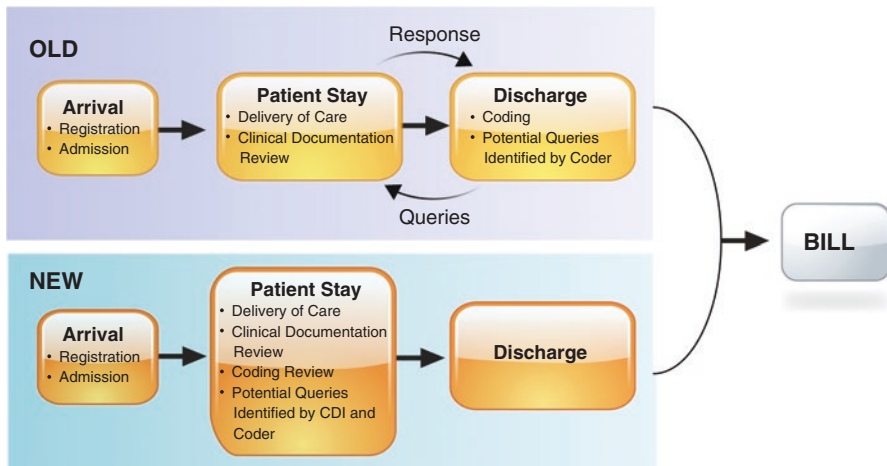 OLD
Response
Arrival
• Registration
• Admission
Patient Stay
• Delivery of Care
• Clinical Documentation
Review
Discharge
• Coding
• Potential Queries
Identified by Coder
Queries
BILL
NEW
Arrival
• Registration
• Admission
Patient Stay
• Delivery of Care
• Clinical Documentation
Review
• Coding Review
• Potential Queries
Identified by CDI and
Coder
Discharge